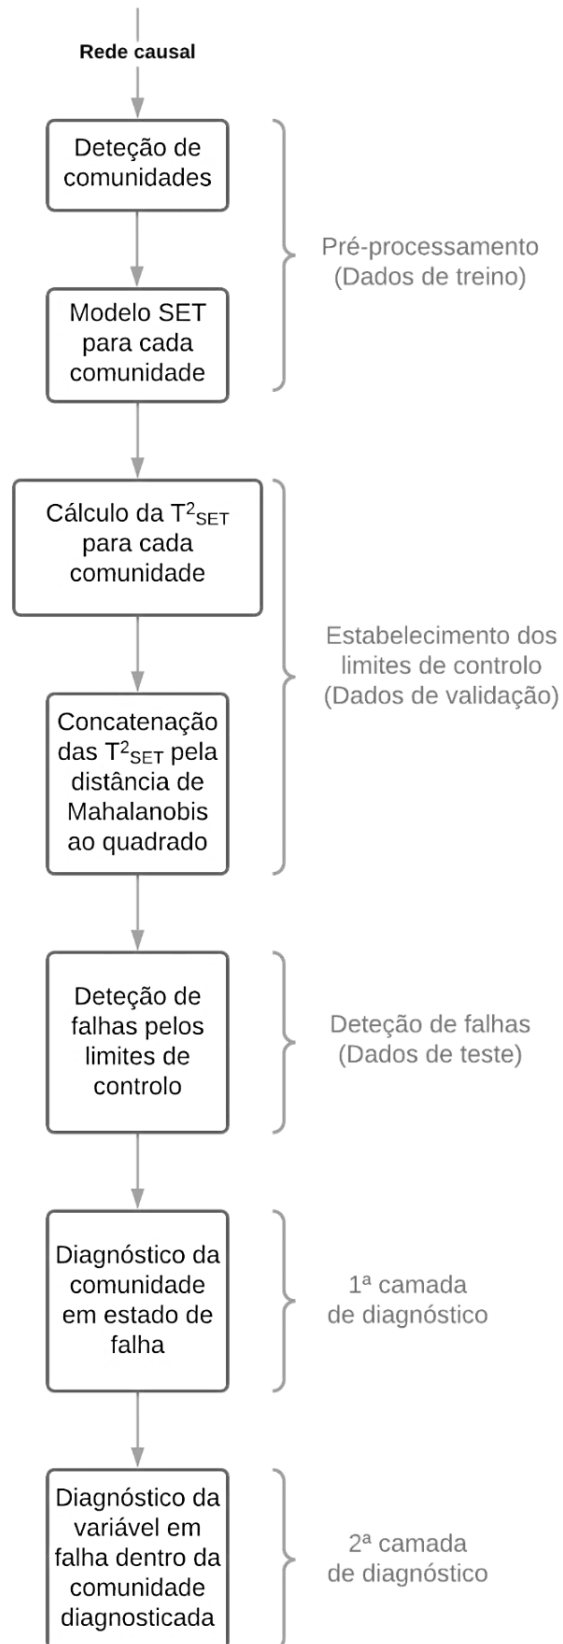 Rede causal
Deteção de
comunidades
Pré-processamento
(Dados de treino)
Modelo SET
para cada
comunidade
Cálculo da T²SET
para cada
comunidade
Estabelecimento dos
limites de controlo
(Dados de validação)
Concatenação
das T²SET pela
distância de
Mahalanobis
ao quadrado
Deteção de
falhas pelos
limites de
controlo
Deteção de falhas
(Dados de teste)
Diagnóstico da
comunidade
em estado de
falha
1ª camada
de diagnóstico
Diagnóstico da
variável em
falha dentro da
comunidade
diagnosticada
2ª camada
de diagnóstico